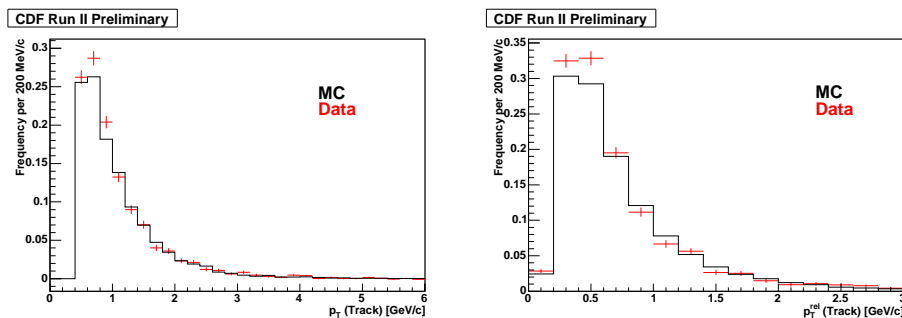 CDF Run II Preliminary
Frequency per 200 MeV/c
0.3
0.25
0.2
0.15
0.1
0.05
0
MC
Data
0 1 2 3 4 5 6
p_T (Track) [GeV/c]
CDF Run II Preliminary
Frequency per 200 MeV/c
0.35
0.3
0.25
0.2
0.15
0.1
0.05
0
MC
Data
0 0.5 1 1.5 2 2.5 3
p_T^rel (Track) [GeV/c]